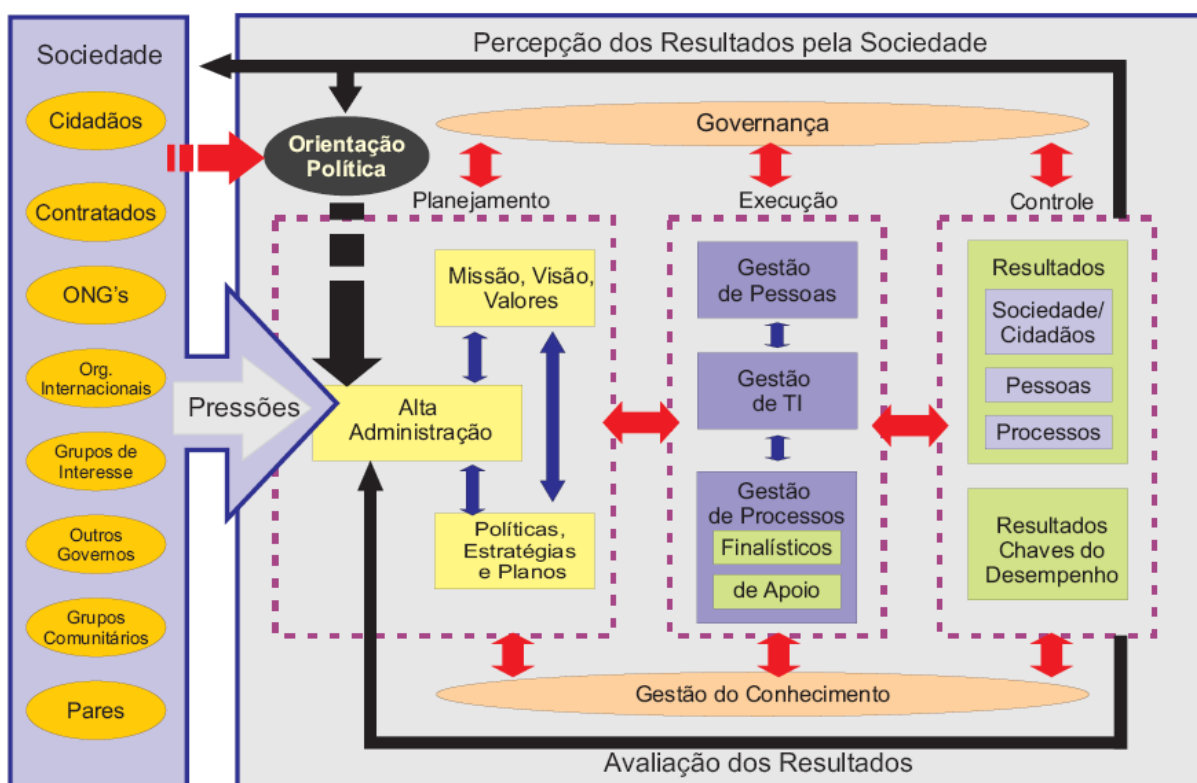 Sociedade
Cidadãos
Contratados
ONG's
Org.
Internacionais
Grupos de
Interesse
Outros
Governos
Grupos
Comunitários
Pares
Pressões
Percepção dos Resultados pela Sociedade
Orientação
Política
Governança
Planejamento
Missão, Visão,
Valores
Alta
Administração
Políticas,
Estratégias
e Planos
Execução
Gestão
de Pessoas
Gestão
de TI
Gestão
de Processos
Finalísticos
de Apoio
Controle
Resultados
Sociedade/
Cidadãos
Pessoas
Processos
Resultados
Chaves do
Desempenho
Gestão do Conhecimento
Avaliação dos Resultados